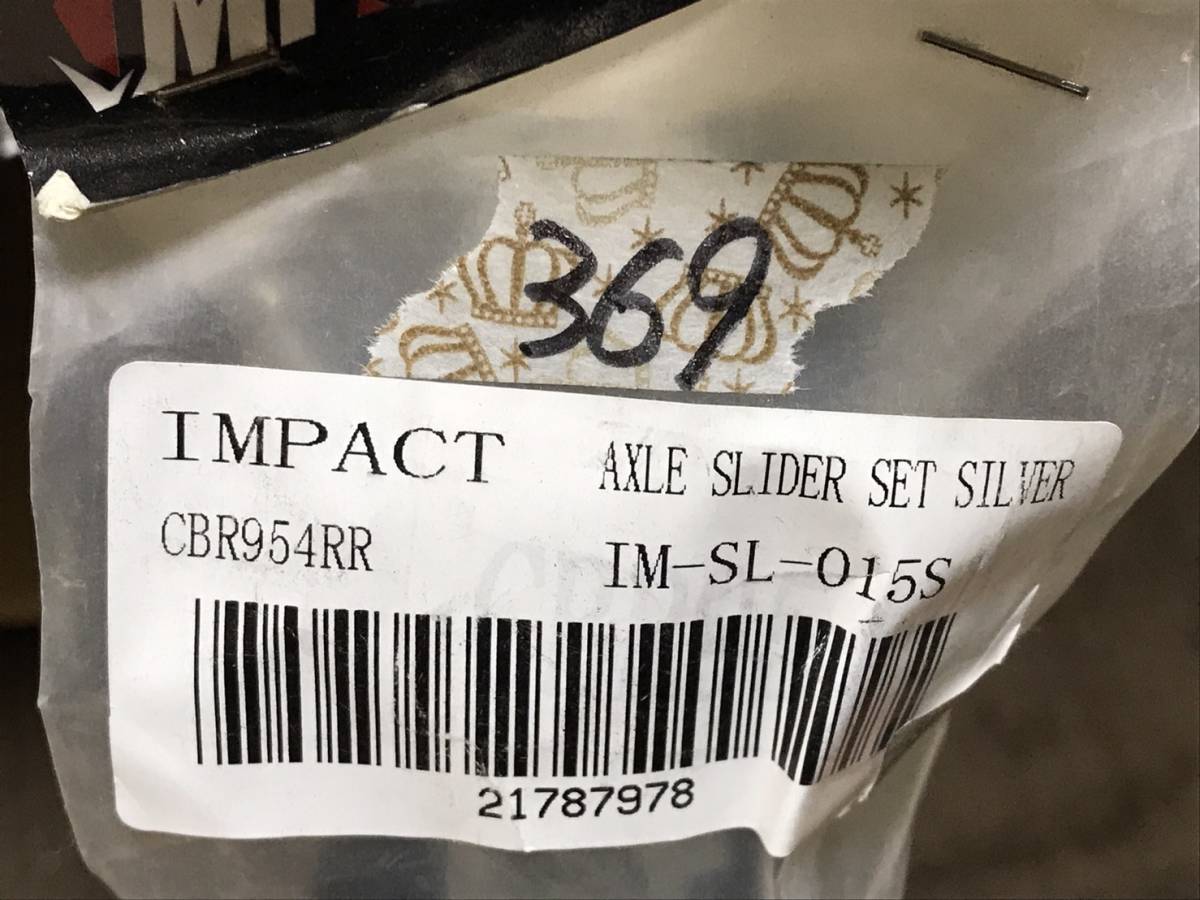 369
IMPACT AXLE SLIDER SET SILVER
CBR954RR IM-SL-015S
21787978